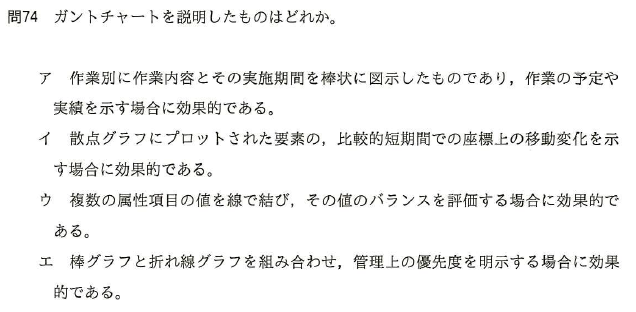 問74 ガントチャートを説明したものはどれか。
ア 作業別に作業内容とその実施期間を棒状に図示したものであり，作業の予定や
実績を示す場合に効果的である。
イ 散点グラフにプロットされた要素の，比較的短期間での座標上の移動変化を示
す場合に効果的である。
ウ 複数の属性項目の値を線で結び，その値のバランスを評価する場合に効果的で
ある。
エ 棒グラフと折れ線グラフを組み合わせ，管理上の優先度を明示する場合に効果
的である。